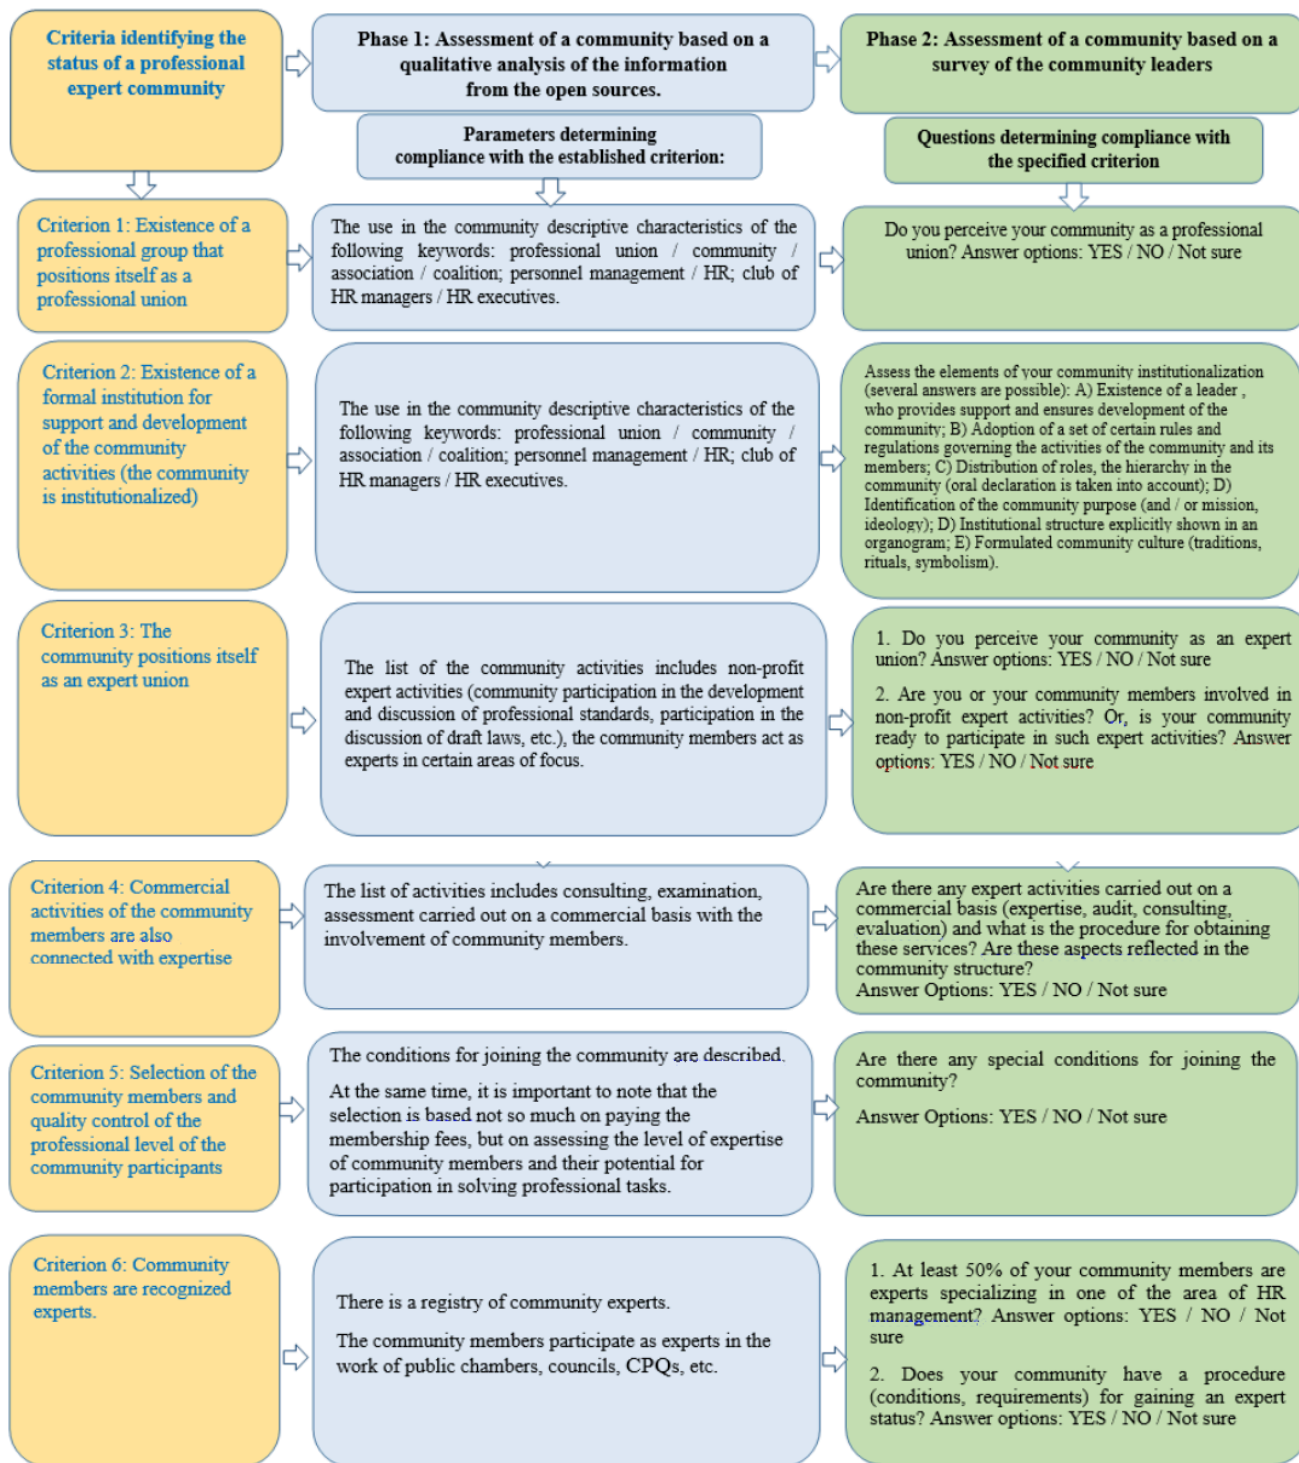 Criteria identifying the
status of a professional
expert community
Phase 1: Assessment of a community based on a
qualitative analysis of the information
from the open sources.
Phase 2: Assessment of a community based on a
survey of the community leaders
Parameters determining
compliance with the established criterion:
Questions determining compliance with
the specified criterion
Criterion 1: Existence of a
professional group that
positions itself as a
professional union
The use in the community descriptive characteristics of the
following keywords: professional union / community /
association / coalition; personnel management / HR; club of
HR managers / HR executives.
Do you perceive your community as a professional
union? Answer options: YES / NO / Not sure
Criterion 2: Existence of a
formal institution for
support and development
of the community
activities (the community
is institutionalized)
The use in the community descriptive characteristics of the
following keywords: professional union / community /
association / coalition; personnel management / HR; club of
HR managers / HR executives.
Assess the elements of your community institutionalization
(several answers are possible): A) Existence of a leader ,
who provides support and ensures development of the
community; B) Adoption of a set of certain rules and
regulations governing the activities of the community and its
members; C) Distribution of roles, the hierarchy in the
community (oral declaration is taken into account); D)
Identification of the community purpose (and / or mission,
ideology); D) Institutional structure explicitly shown in an
organogram; E) Formulated community culture (traditions,
rituals, symbolism).
Criterion 3: The
community positions itself
as an expert union
The list of the community activities includes non-profit
expert activities (community participation in the development
and discussion of professional standards, participation in the
discussion of draft laws, etc.), the community members act as
experts in certain areas of focus.
1. Do you perceive your community as an expert
union? Answer options: YES / NO / Not sure
2. Are you or your community members involved in
non-profit expert activities? Or, is your community
ready to participate in such expert activities? Answer
options: YES / NO / Not sure
Criterion 4: Commercial
activities of the community
members are also
connected with expertise
The list of activities includes consulting, examination,
assessment carried out on a commercial basis with the
involvement of community members.
Are there any expert activities carried out on a
commercial basis (expertise, audit, consulting,
evaluation) and what is the procedure for obtaining
these services? Are these aspects reflected in the
community structure?
Answer Options: YES / NO / Not sure
Criterion 5: Selection of the
community members and
quality control of the
professional level of the
community participants
The conditions for joining the community are described.
At the same time, it is important to note that the
selection is based not so much on paying the
membership fees, but on assessing the level of expertise
of community members and their potential for
participation in solving professional tasks.
Are there any special conditions for joining the
community?
Answer Options: YES / NO / Not sure
Criterion 6: Community
members are recognized
experts.
There is a registry of community experts.
The community members participate as experts in the
work of public chambers, councils, CPQs, etc.
1. At least 50% of your community members are
experts specializing in one of the area of HR
management? Answer options: YES / NO / Not
sure
2. Does your community have a procedure
(conditions, requirements) for gaining an expert
status? Answer options: YES / NO / Not sure